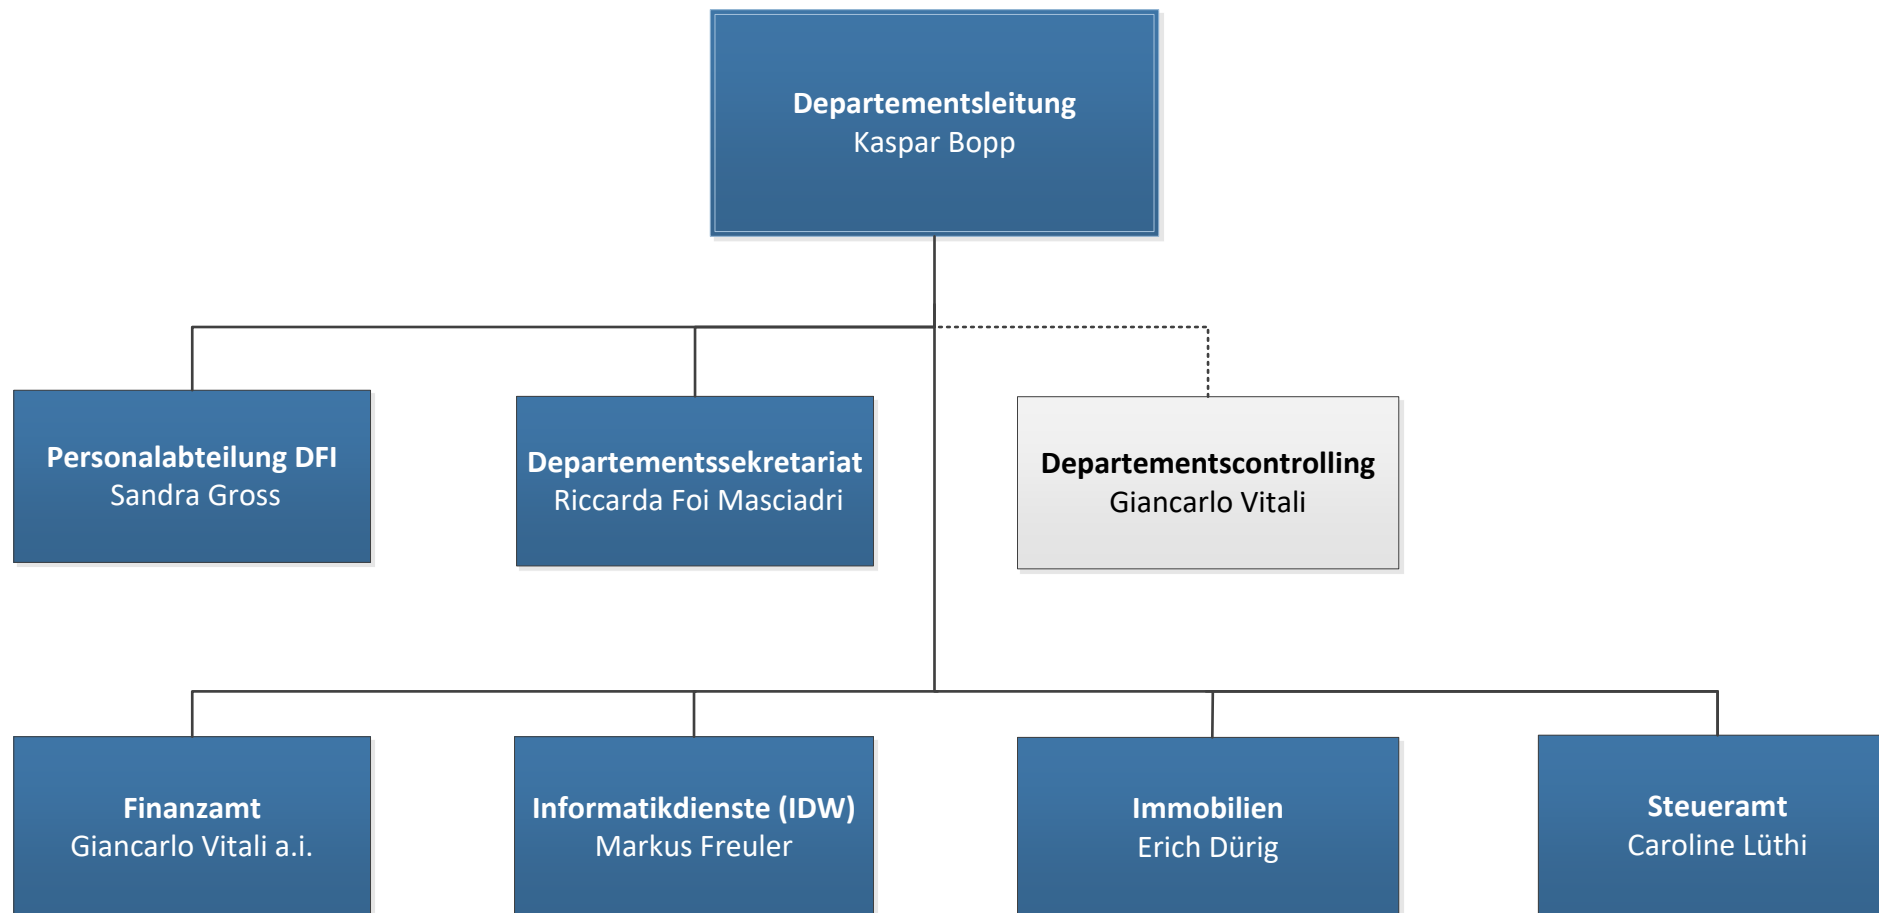 Departementsleitung
Kaspar Bopp
Personalabteilung DFI
Sandra Gross
Departementssekretariat
Riccarda Foi Masciadri
Departementscontrolling
Giancarlo Vitali
Finanzamt
Giancarlo Vitali a.i.
Informatikdienste (IDW)
Markus Freuler
Immobilien
Erich Dürig
Steueramt
Caroline Lüthi